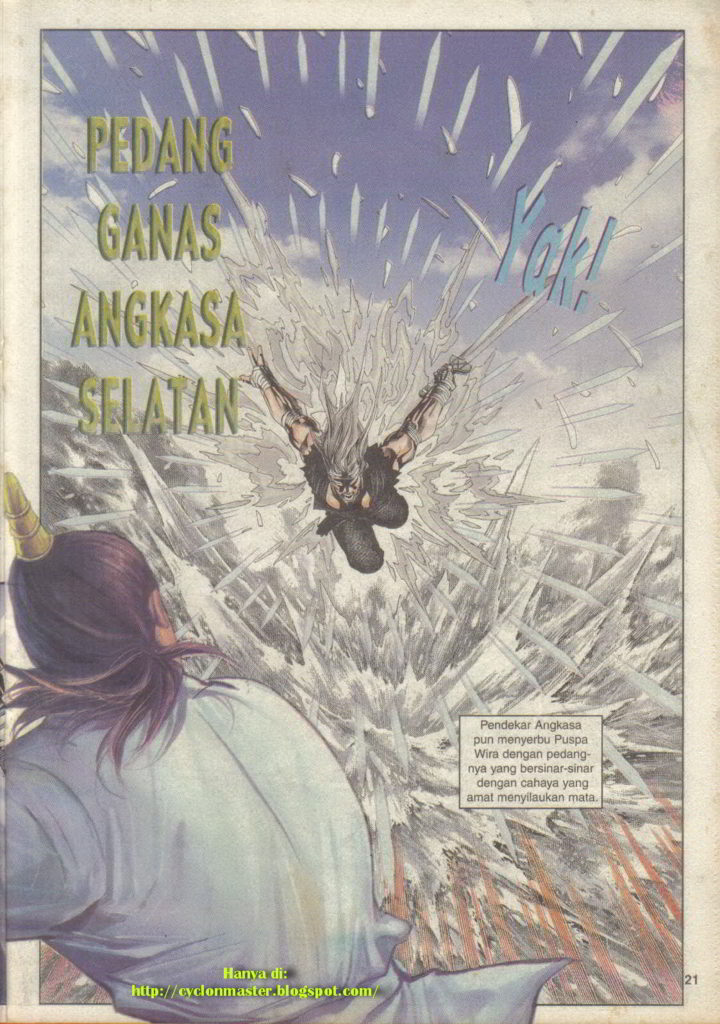 PEDANG
GANAS
ANGKASA
SELATAN
Yak!
Pendekar Angkasa
pun menyerbu Puspa
Wira dengan pedang-
nya yang bersinar-sinar
dengan cahaya yang
amat menyilaukan mata.
21
Hanya di:
http://cyclonmaster.blogspot.com/